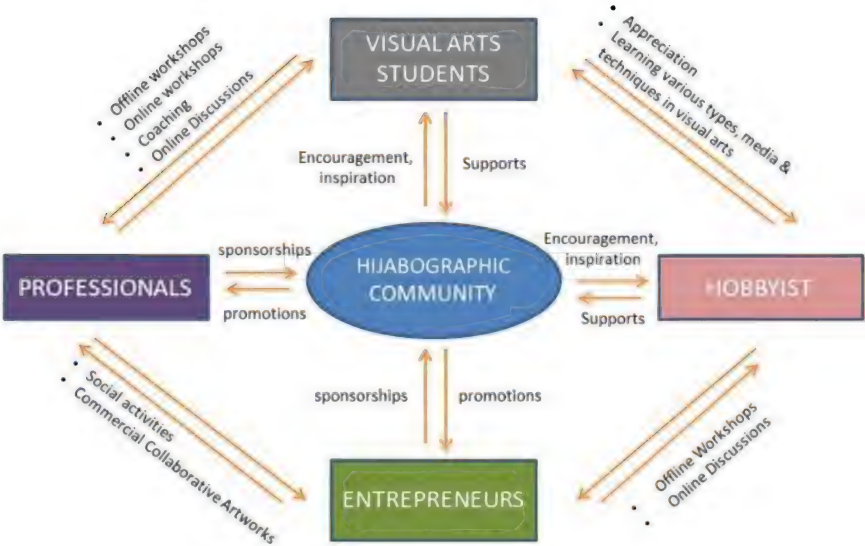 VISUAL ARTS
STUDENTS
• Offline workshops
• Online workshops
• Coaching
• Online Discussions
• Appreciation
• Learning various types, media &
techniques in visual arts
Encouragement,
inspiration
Supports
PROFESSIONALS
sponsorships
promotions
HIJABOGRAPHIC
COMMUNITY
Encouragement,
inspiration
Supports
HOBBYIST
• Social activities
• Commercial Collaborative Artworks
sponsorships
promotions
• Offline Workshops
• Online Discussions
ENTREPRENEURS